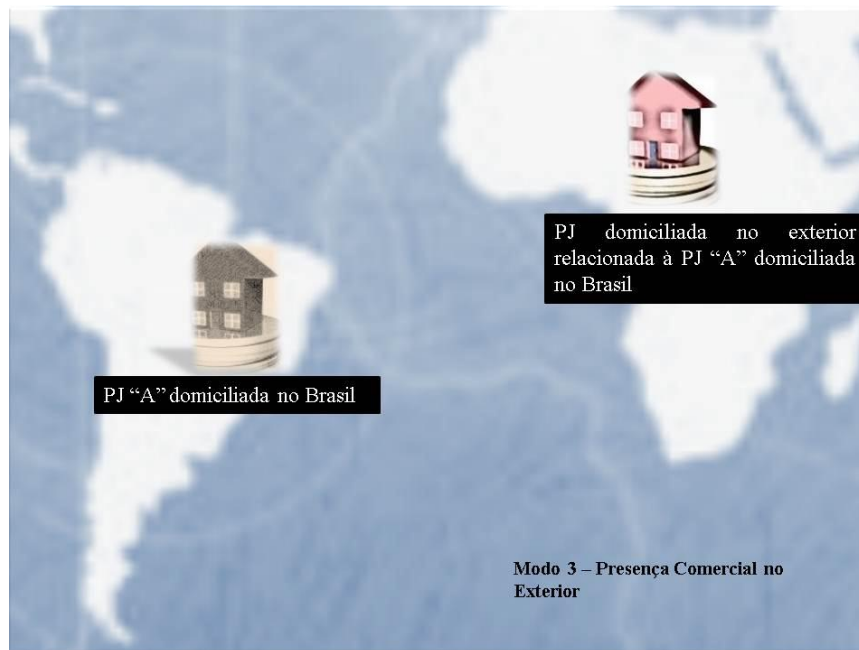 PJ domiciliada no exterior
relacionada à PJ “A” domiciliada
no Brasil
PJ “A” domiciliada no Brasil
Modo 3 – Presença Comercial no
Exterior